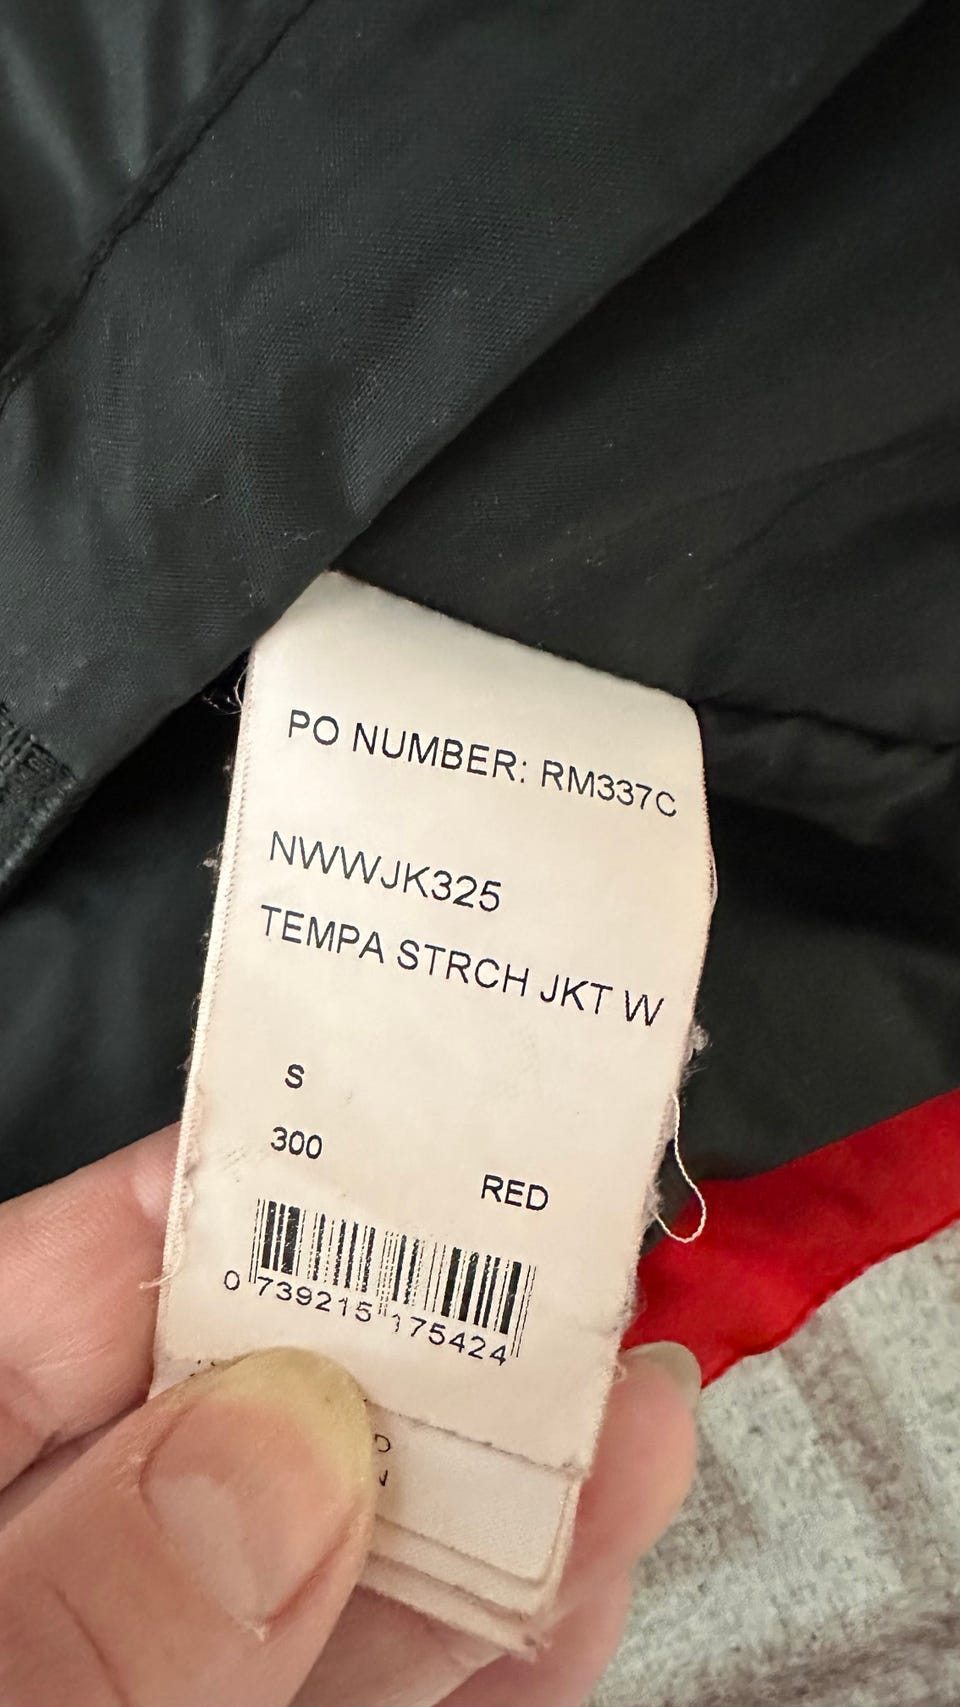 PO NUMBER: RM337C
NWWJK325
TEMPA STRCH JKT W
S
300
RED
0 739215 175424